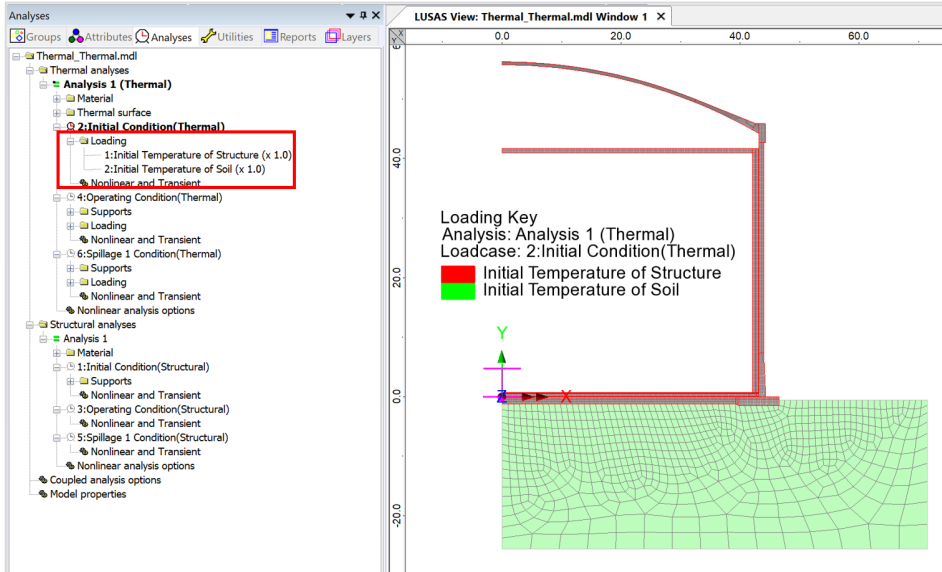 Analyses
Groups Attributes Analyses Utilities Reports Layers
Thermal_Thermal.mdl
Thermal analyses
Analysis 1 (Thermal)
Material
Thermal surface
2:Initial Condition(Thermal)
Loading
1:Initial Temperature of Structure (x 1.0)
2:Initial Temperature of Soil (x 1.0)
Nonlinear and Transient
4:Operating Condition(Thermal)
Supports
Loading
Nonlinear and Transient
6:Spillage 1 Condition(Thermal)
Supports
Loading
Nonlinear and Transient
Nonlinear analysis options
Structural analyses
Analysis 1
Material
1:Initial Condition(Structural)
Supports
Nonlinear and Transient
3:Operating Condition(Structural)
Nonlinear and Transient
5:Spillage 1 Condition(Structural)
Nonlinear and Transient
Nonlinear analysis options
Coupled analysis options
Model properties
LUSAS View: Thermal_Thermal.mdl Window 1
X
Y
0.0 20.0 40.0 60.0
40.0
20.0
0.0
-20.0
Loading Key
Analysis: Analysis 1 (Thermal)
Loadcase: 2:Initial Condition(Thermal)
Initial Temperature of Structure
Initial Temperature of Soil
Y
Z
X